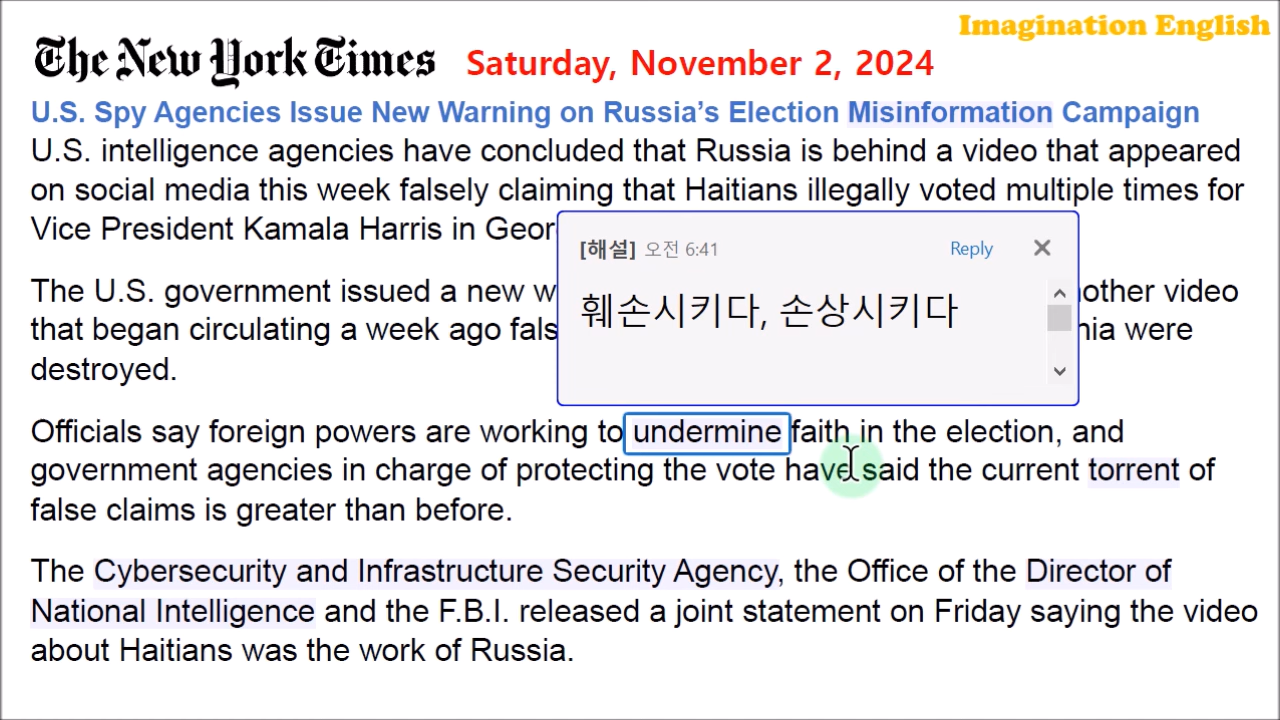 Imagination English
The New York Times Saturday, November 2, 2024
U.S. Spy Agencies Issue New Warning on Russia's Election Misinformation Campaign
U.S. intelligence agencies have concluded that Russia is behind a video that appeared
on social media this week falsely claiming that Haitians illegally voted multiple times for
Vice President Kamala Harris in
[해설] 오전 6:41 Reply
훼손시키다, 손상시키다
The U.S. government issued a new video
that began circulating a week ago were
destroyed.
Officials say foreign powers are working to undermine faith in the election, and
government agencies in charge of protecting the vote have said the current torrent of
false claims is greater than before.
The Cybersecurity and Infrastructure Security Agency, the Office of the Director of
National Intelligence and the F.B.I. released a joint statement on Friday saying the video
about Haitians was the work of Russia.